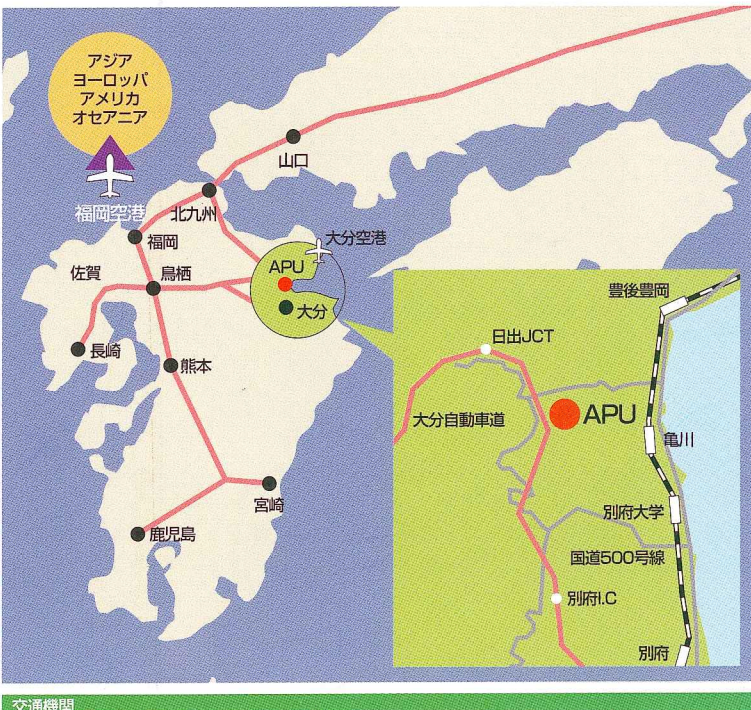 アジア
ヨーロッパ
アメリカ
オセアニア
福岡空港
山口
北九州
福岡
大分空港
佐賀
鳥栖
APU
大分
長崎
熊本
宮崎
鹿児島
豊後豊岡
日出JCT
大分自動車道
APU
亀川
別府大学
国道500号線
別府I.C
別府
交通機関